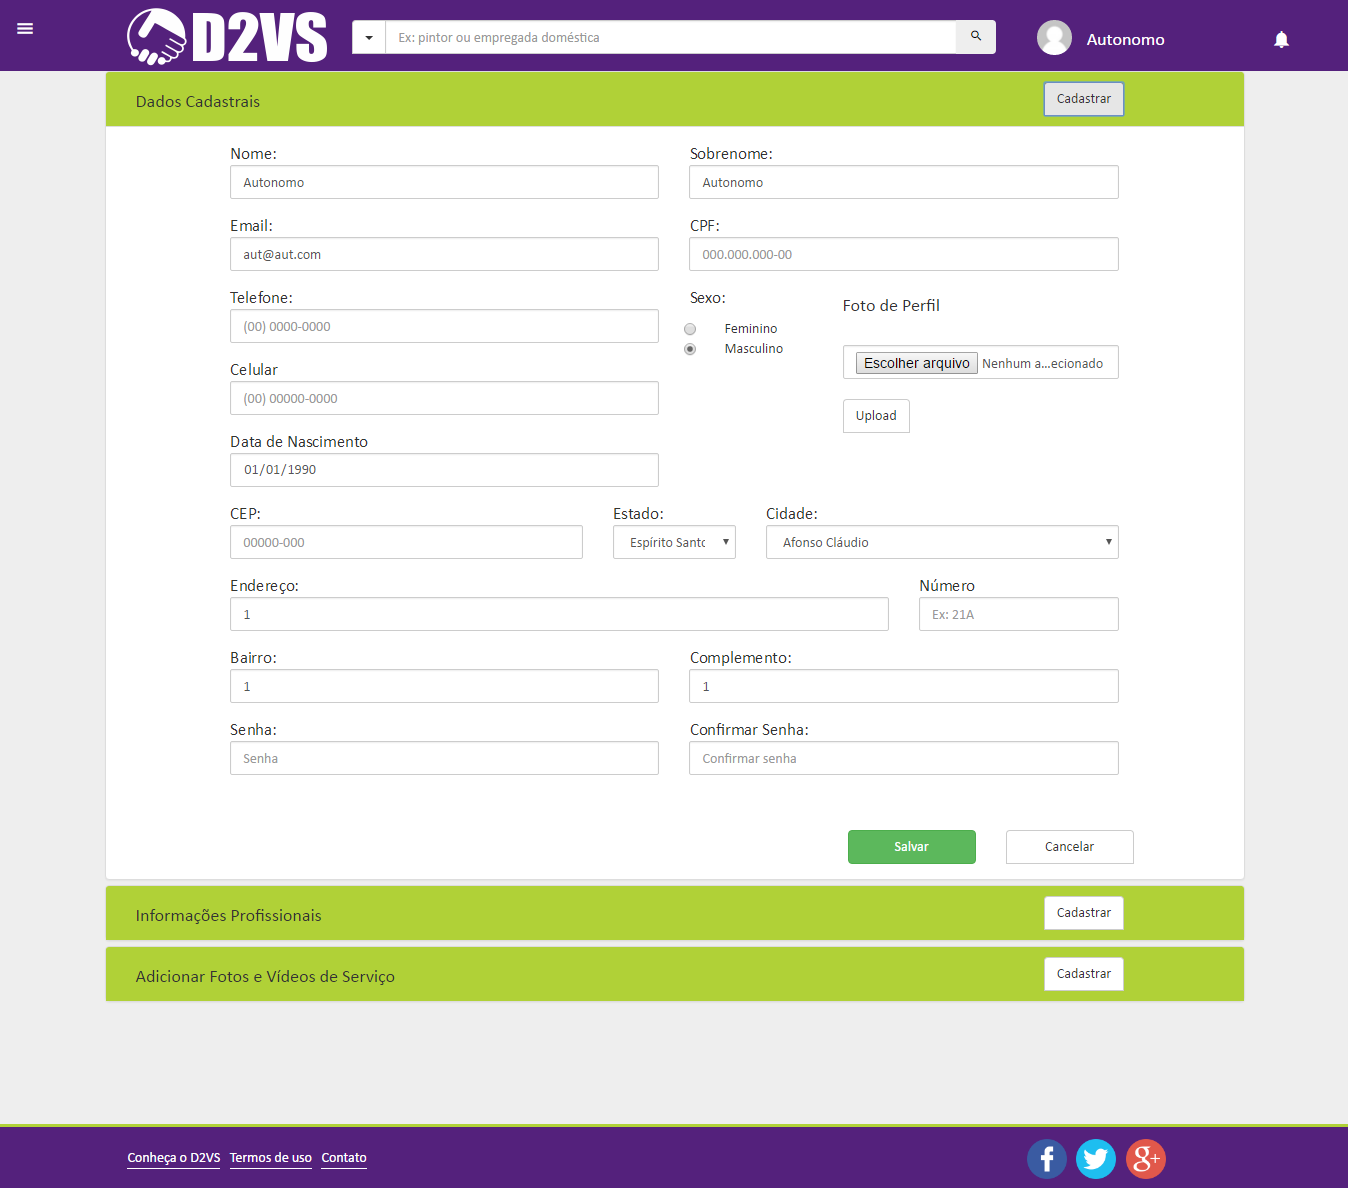 D2VS
Ex: pintor ou empregada doméstica
Autonomo
Dados Cadastrais
Cadastrar
Nome:
Sobrenome:
Autonomo
Autonomo
Email:
CPF:
aut@aut.com
000.000.000-00
Telefone:
Sexo:
Foto de Perfil
(00) 0000-0000
Feminino
Masculino
Escolher arquivo Nenhum a...ecionado
Celular
(00) 00000-0000
Upload
Data de Nascimento
01/01/1990
CEP:
Estado:
Cidade:
00000-000
Espírito Santo
Afonso Cláudio
Endereço:
Número
1
Ex: 21A
Bairro:
Complemento:
1
1
Senha:
Confirmar Senha:
Senha
Confirmar senha
Salvar
Cancelar
Informações Profissionais
Cadastrar
Adicionar Fotos e Vídeos de Serviço
Cadastrar
Conheça o D2VS Termos de uso Contato
f
g+